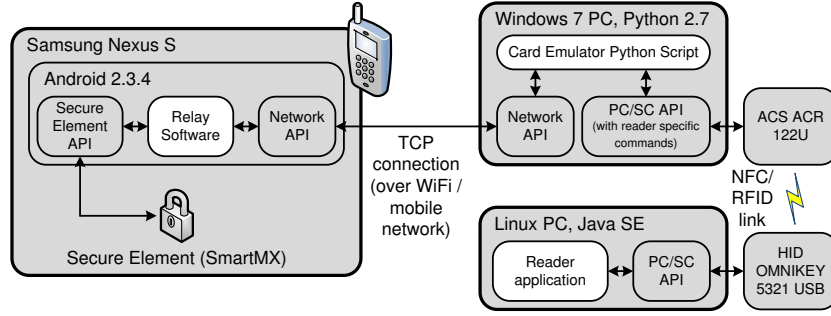 Samsung Nexus S
Android 2.3.4
Secure
Element
API
Relay
Software
Network
API
Secure Element (SmartMX)
TCP
connection
(over WiFi /
mobile
network)
Windows 7 PC, Python 2.7
Card Emulator Python Script
Network
API
PC/SC API
(with reader specific
commands)
ACS ACR
122U
NFC/
RFID
link
Linux PC, Java SE
Reader
application
PC/SC
API
HID
OMNIKEY
5321 USB